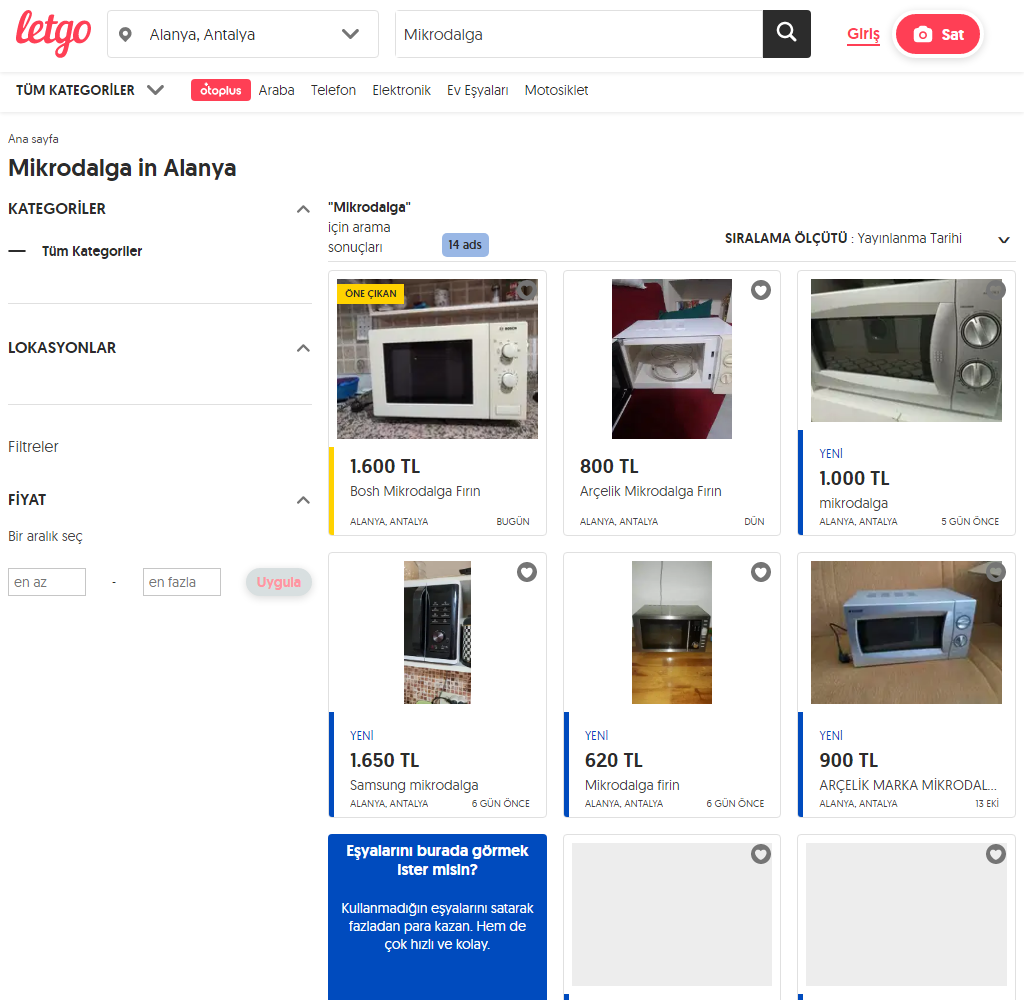 letgo
Alanya, Antalya
Mikrodalga
Giriş
Sat
TÜM KATEGORİLER
otoplus
Araba
Telefon
Elektronik
Ev Eşyaları
Motosiklet
Ana sayfa
Mikrodalga in Alanya
KATEGORİLER
Tüm Kategoriler
LOKASYONLAR
Filtreler
FİYAT
Bir aralık seç
en az
-
en fazla
Uygula
"Mikrodalga"
için arama
sonuçları
14 ads
SIRALAMA ÖLÇÜTÜ : Yayınlanma Tarihi
ÖNE ÇIKAN
1.600 TL
Bosh Mikrodalga Fırın
ALANYA, ANTALYA
BUGÜN
800 TL
Arçelik Mikrodalga Fırın
ALANYA, ANTALYA
DÜN
YENİ
1.000 TL
mikrodalga
ALANYA, ANTALYA
5 GÜN ÖNCE
YENİ
1.650 TL
Samsung mikrodalga
ALANYA, ANTALYA
6 GÜN ÖNCE
YENİ
620 TL
Mikrodalga firin
ALANYA, ANTALYA
6 GÜN ÖNCE
YENİ
900 TL
ARÇELİK MARKA MİKRODAL...
ALANYA, ANTALYA
13 EKİ
Eşyalarını burada görmek
ister misin?
Kullanmadığın eşyalarını satarak
fazladan para kazan. Hem de
çok hızlı ve kolay.